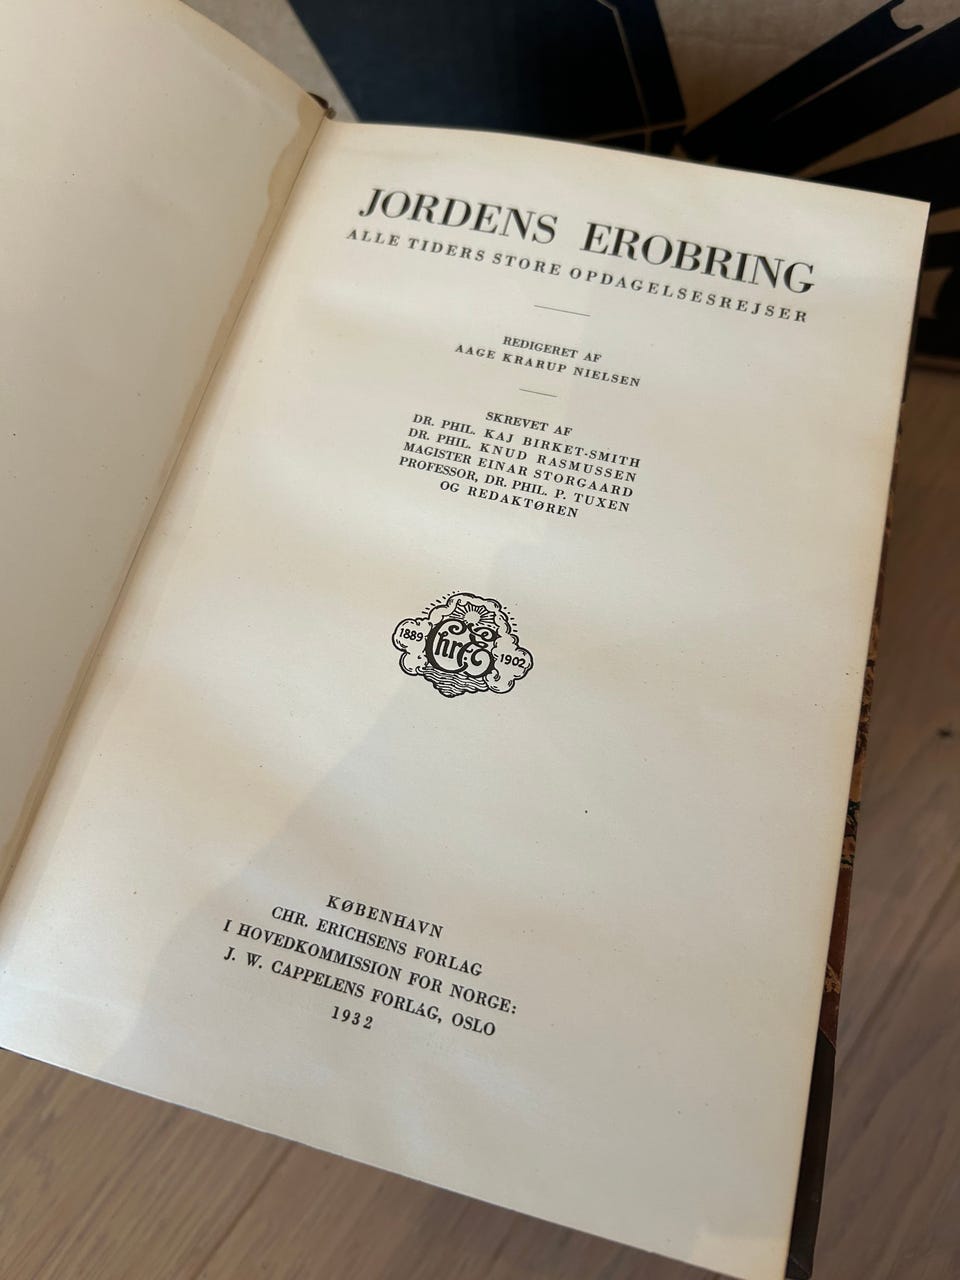 JORDENS EROBRING
ALLE TIDERS STORE OPDAGELSESREJSER
REDIGERET AF
AAGE KRARUP NIELSEN
SKREVET AF
DR. PHIL. KAJ BIRKET-SMITH
DR. PHIL. KNUD RASMUSSEN
MAGISTER EINAR STORGAARD
PROFESSOR, DR. PHIL. P. TUXEN
OG REDAKTØREN
1889 Chr.E 1902
KØBENHAVN
CHR. ERICHSENS FORLAG
I HOVEDKOMMISSION FOR NORGE:
J. W. CAPPELENS FORLAG, OSLO
1932